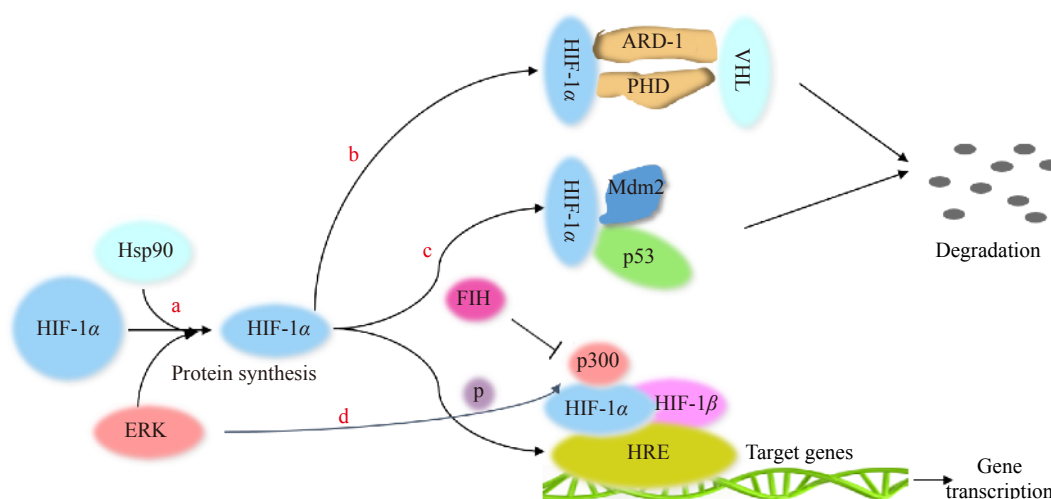 HIF-1α
ARD-1
PHD
VHL
b
HIF-1α
Mdm2
p53
c
Degradation
Hsp90
a
HIF-1α
HIF-1α
Protein synthesis
ERK
FIH
p300
p
d
HIF-1α
HIF-1β
HRE
Target genes
Gene
transcription